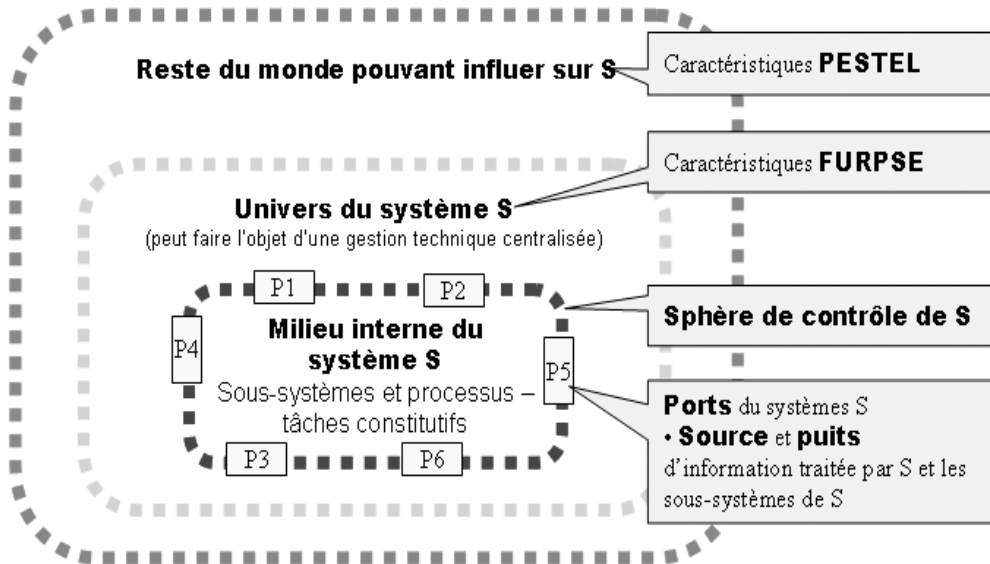 Reste du monde pouvant influer sur S
Caractéristiques PESTEL
Caractéristiques FURPSE
Univers du système S
(peut faire l'objet d'une gestion technique centralisée)
P1
P2
Milieu interne du
système S
Sous-systèmes et processus –
tâches constitutifs
P4
P5
P3
P6
Sphère de contrôle de S
Ports du systèmes S
• Source et puits
d'information traitée par S et les
sous-systèmes de S